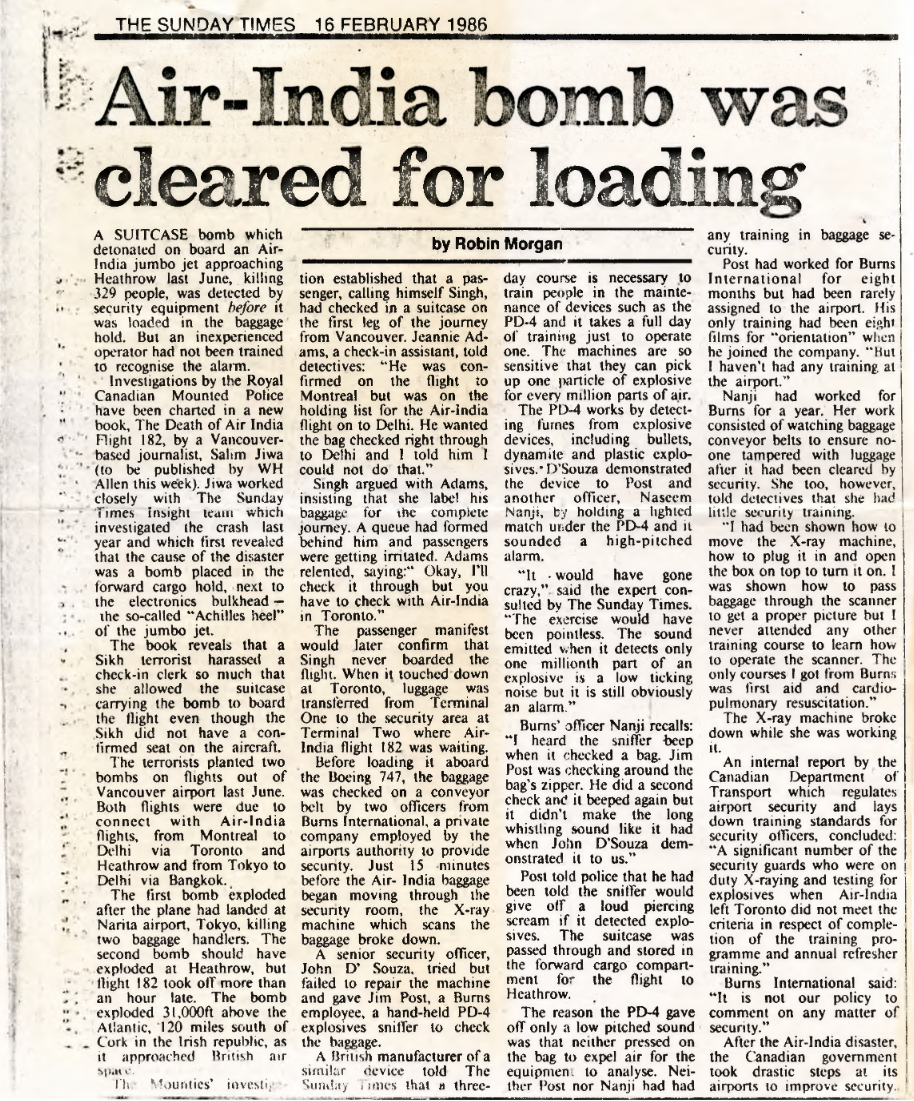 THE SUNDAY TIMES 16 FEBRUARY 1986
Air-India bomb was
cleared for loading
by Robin Morgan
A SUITCASE bomb which
detonated on board an Air-
India jumbo jet approaching
Heathrow last June, killing
329 people, was detected by
security equipment before it
was loaded in the baggage
hold. But an inexperienced
operator had not been trained
to recognise the alarm.
Investigations by the Royal
Canadian Mounted Police
have been charted in a new
book, The Death of Air India
Flight 182, by a Vancouver-
based journalist, Salim Jiwa
(to be published by WH
Allen this week). Jiwa worked
closely with The Sunday
Times Insight team which
investigated the crash last
year and which first revealed
that the cause of the disaster
was a bomb placed in the
forward cargo hold, next to
the electronics bulkhead —
the so-called "Achilles heel"
of the jumbo jet.
The book reveals that a
Sikh terrorist harassed a
check-in clerk so much that
she allowed the suitcase
carrying the bomb to board
the flight even though the
Sikh did not have a con-
firmed seat on the aircraft.
The terrorists planted two
bombs on flights out of
Vancouver airport last June.
Both flights were due to
connect with Air-India
flights, from Montreal to
Delhi via Toronto and
Heathrow and from Tokyo to
Delhi via Bangkok.
The first bomb exploded
after the plane had landed at
Narita airport, Tokyo, killing
two baggage handlers. The
second bomb should have
exploded at Heathrow, but
flight 182 took off more than
an hour late. The bomb
exploded 31,000ft above the
Atlantic, 120 miles south of
Cork in the Irish republic, as
it approached British air
space.
The Mounties' investiga-
tion established that a pas-
senger, calling himself Singh,
had checked in a suitcase on
the first leg of the journey
from Vancouver. Jeannie Ad-
ams, a check-in assistant, told
detectives: "He was con-
firmed on the flight to
Montreal but was on the
holding list for the Air-India
flight on to Delhi. He wanted
the bag checked right through
to Delhi and I told him I
could not do that."
Singh argued with Adams,
insisting that she label his
baggage for the complete
journey. A queue had formed
behind him and passengers
were getting irritated. Adams
relented, saying:" Okay, I'll
check it through but you
have to check with Air-India
in Toronto."
The passenger manifest
would later confirm that
Singh never boarded the
flight. When it touched down
at Toronto, luggage was
transferred from Terminal
One to the security area at
Terminal Two where Air-
India flight 182 was waiting.
Before loading it aboard
the Boeing 747, the baggage
was checked on a conveyor
belt by two officers from
Burns International, a private
company employed by the
airports authority to provide
security. Just 15 minutes
before the Air- India baggage
began moving through the
security room, the X-ray
machine which scans the
baggage broke down.
A senior security officer,
John D' Souza, tried but
failed to repair the machine
and gave Jim Post, a Burns
employee, a hand-held PD-4
explosives sniffer to check
the baggage.
A British manufacturer of a
similar device told The
Sunday Times that a three-
day course is necessary to
train people in the mainte-
nance of devices such as the
PD-4 and it takes a full day
of training just to operate
one. The machines are so
sensitive that they can pick
up one particle of explosive
for every million parts of air.
The PD-4 works by detect-
ing fumes from explosive
devices, including bullets,
dynamite and plastic explo-
sives. D'Souza demonstrated
the device to Post and
another officer, Naseem
Nanji, by holding a lighted
match under the PD-4 and it
sounded a high-pitched
alarm.
"It would have gone
crazy," said the expert con-
sulted by The Sunday Times.
"The exercise would have
been pointless. The sound
emitted when it detects only
one millionth part of an
explosive is a low ticking
noise but it is still obviously
an alarm."
Burns' officer Nanji recalls:
"I heard the sniffer beep
when it checked a bag. Jim
Post was checking around the
bag's zipper. He did a second
check and it beeped again but
it didn't make the long
whistling sound like it had
when John D'Souza dem-
onstrated it to us."
Post told police that he had
been told the sniffer would
give off a loud piercing
scream if it detected explo-
sives. The suitcase was
passed through and stored in
the forward cargo compart-
ment for the flight to
Heathrow.
The reason the PD-4 gave
off only a low pitched sound
was that neither pressed on
the bag to expel air for the
equipment to analyse. Nei-
ther Post nor Nanji had had
any training in baggage se-
curity.
Post had worked for Burns
International for eight
months but had been rarely
assigned to the airport. His
only training had been eight
films for "orientation" when
he joined the company. "But
I haven't had any training at
the airport."
Nanji had worked for
Burns for a year. Her work
consisted of watching baggage
conveyor belts to ensure no-
one tampered with luggage
after it had been cleared by
security. She too, however,
told detectives that she had
little security training.
"I had been shown how to
move the X-ray machine,
how to plug it in and open
the box on top to turn it on. I
was shown how to pass
baggage through the scanner
to get a proper picture but I
never attended any other
training course to learn how
to operate the scanner. The
only courses I got from Burns
was first aid and cardio-
pulmonary resuscitation."
The X-ray machine broke
down while she was working
it.
An internal report by the
Canadian Department of
Transport which regulates
airport security and lays
down training standards for
security officers, concluded:
"A significant number of the
security guards who were on
duty X-raying and testing for
explosives when Air-India
left Toronto did not meet the
criteria in respect of comple-
tion of the training pro-
gramme and annual refresher
training."
Burns International said:
"It is not our policy to
comment on any matter of
security."
After the Air-India disaster,
the Canadian government
took drastic steps at its
airports to improve security.